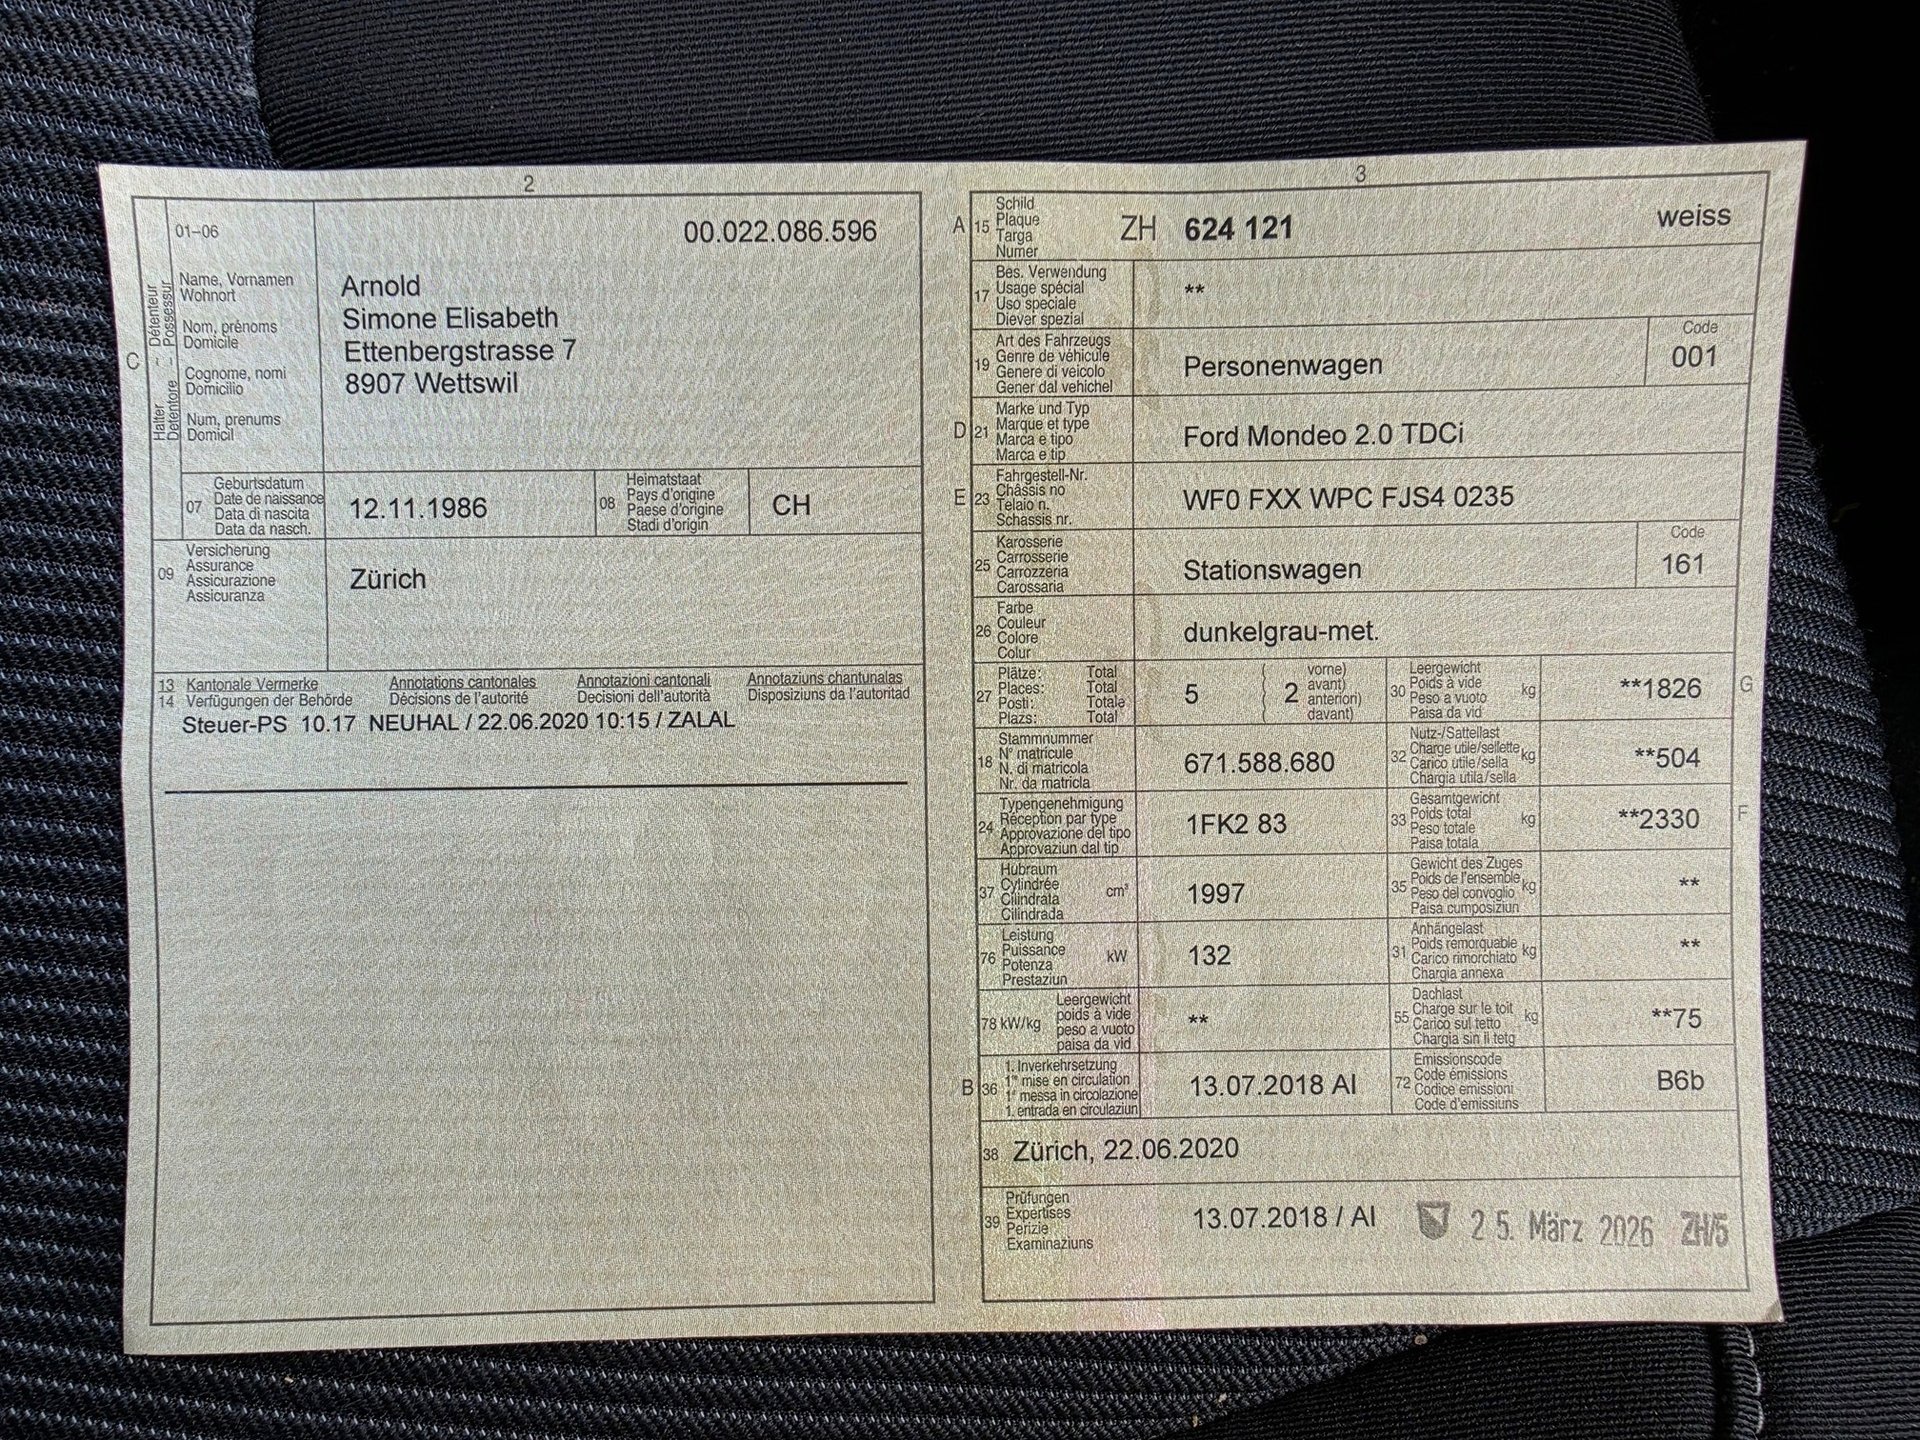 2
01–06
00.022.086.596
C
Halter – Détenteur
Detentore – Possessur
Name, Vornamen
Wohnort
Nom, prénoms
Domicile
Cognome, nomi
Domicilio
Num, prenums
Domicil
Arnold
Simone Elisabeth
Ettenbergstrasse 7
8907 Wettswil
07
Geburtsdatum
Date de naissance
Data di nascita
Data da nasch.
12.11.1986
08
Heimatstaat
Pays d'origine
Paese d'origine
Stadi d'origin
CH
09
Versicherung
Assurance
Assicurazione
Assicuranza
Zürich
13 Kantonale Vermerke Annotations cantonales Annotazioni cantonali Annotaziuns chantunalas
14 Verfügungen der Behörde Décisions de l'autorité Decisioni dell'autorità Disposiziuns da l'autoritad
Steuer-PS 10.17 NEUHAL / 22.06.2020 10:15 / ZALAL
3
A 15
Schild
Plaque
Targa
Numer
ZH 624 121
weiss
17
Bes. Verwendung
Usage spécial
Uso speciale
Diever spezial
**
19
Art des Fahrzeugs
Genre de véhicule
Genere di veicolo
Gener dal vehichel
Personenwagen
Code
001
D 21
Marke und Typ
Marque et type
Marca e tipo
Marca e tip
Ford Mondeo 2.0 TDCi
E 23
Fahrgestell-Nr.
Châssis no
Telaio n.
Schassis nr.
WF0 FXX WPC FJS4 0235
25
Karosserie
Carrosserie
Carrozzeria
Carossaria
Stationswagen
Code
161
26
Farbe
Couleur
Colore
Colur
dunkelgrau-met.
27
Plätze: Total
Places: Total
Posti: Totale
Plazs: Total
5
( 2 vorne)
( avant)
( anteriori)
( davant)
30
Leergewicht
Poids à vide
Peso a vuoto
Paisa da vid
kg
**1826
G
18
Stammnummer
N° matricule
N. di matricola
Nr. da matricla
671.588.680
32
Nutz-/Sattellast
Charge utile/sellette
Carico utile/sella
Chargia utila/sella
kg
**504
24
Typengenehmigung
Réception par type
Approvazione del tipo
Approvaziun dal tip
1FK2 83
33
Gesamtgewicht
Poids total
Peso totale
Paisa totala
kg
**2330
F
37
Hubraum
Cylindrée
Cilindrata
Cilindrada
cm³
1997
35
Gewicht des Zuges
Poids de l'ensemble
Peso del convoglio
Paisa cumposiziun
kg
**
76
Leistung
Puissance
Potenza
Prestaziun
kW
132
31
Anhängelast
Poids remorquable
Carico rimorchiato
Chargia annexa
kg
**
78 kW/kg
Leergewicht
poids à vide
peso a vuoto
paisa da vid
**
55
Dachlast
Charge sur le toit
Carico sul tetto
Chargia sin il tetg
kg
**75
B 36
1. Inverkehrsetzung
1re mise en circulation
1a messa in circolazione
1. entrada en circulaziun
13.07.2018 AI
72
Emissionscode
Code émissions
Codice emissioni
Code d'emissiuns
B6b
38 Zürich, 22.06.2020
39
Prüfungen
Expertises
Perizie
Examinaziuns
13.07.2018 / AI
25. März 2026 ZH/5